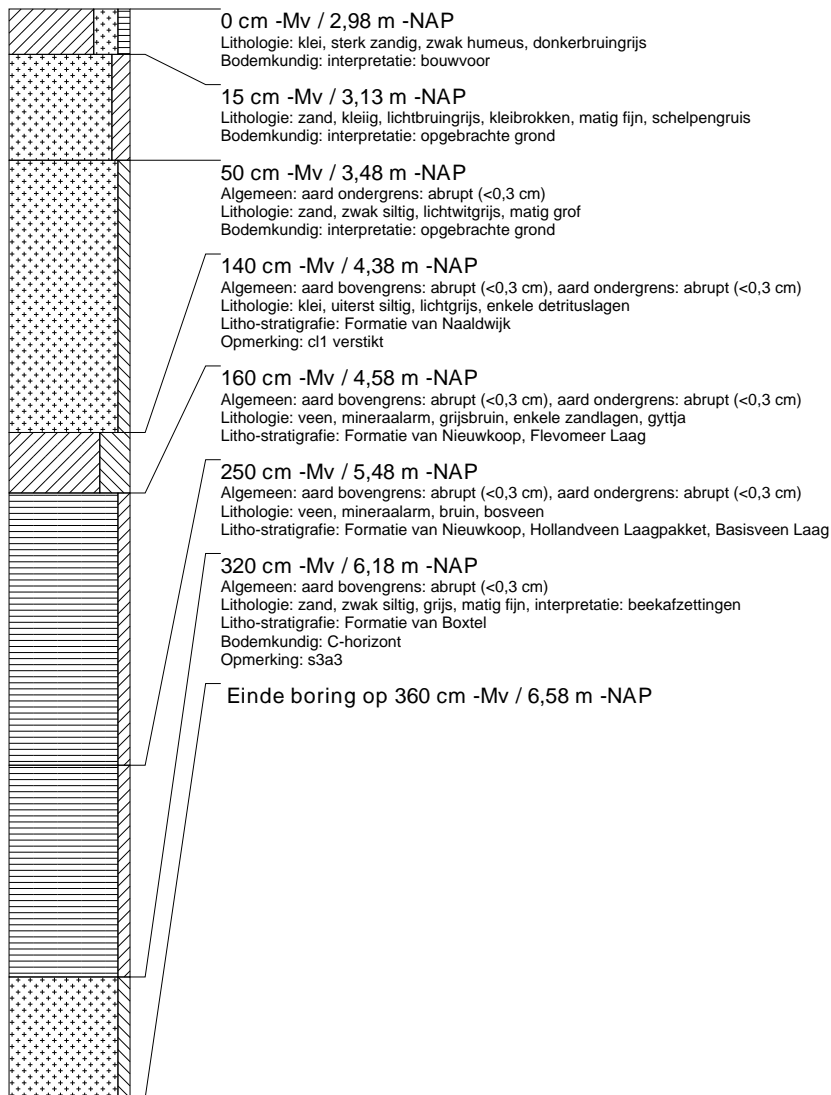 0 cm -Mv / 2,98 m -NAP
Lithologie: klei, sterk zandig, zwak humeus, donkerbruingrijs
Bodemkundig: interpretatie: bouwvoor
15 cm -Mv / 3,13 m -NAP
Lithologie: zand, kleiig, lichtbruingrijs, kleibrokken, matig fijn, schelpengruis
Bodemkundig: interpretatie: opgebrachte grond
50 cm -Mv / 3,48 m -NAP
Algemeen: aard ondergrens: abrupt (<0,3 cm)
Lithologie: zand, zwak siltig, lichtwitgrijs, matig grof
Bodemkundig: interpretatie: opgebrachte grond
140 cm -Mv / 4,38 m -NAP
Algemeen: aard bovengrens: abrupt (<0,3 cm), aard ondergrens: abrupt (<0,3 cm)
Lithologie: klei, uiterst siltig, lichtgrijs, enkele detrituslagen
Litho-stratigrafie: Formatie van Naaldwijk
Opmerking: cl1 verstikt
160 cm -Mv / 4,58 m -NAP
Algemeen: aard bovengrens: abrupt (<0,3 cm), aard ondergrens: abrupt (<0,3 cm)
Lithologie: veen, mineraalarm, grijsbruin, enkele zandlagen, gyttja
Litho-stratigrafie: Formatie van Nieuwkoop, Flevomeer Laag
250 cm -Mv / 5,48 m -NAP
Algemeen: aard bovengrens: abrupt (<0,3 cm), aard ondergrens: abrupt (<0,3 cm)
Lithologie: veen, mineraalarm, bruin, bosveen
Litho-stratigrafie: Formatie van Nieuwkoop, Hollandveen Laagpakket, Basisveen Laag
320 cm -Mv / 6,18 m -NAP
Algemeen: aard bovengrens: abrupt (<0,3 cm)
Lithologie: zand, zwak siltig, grijs, matig fijn, interpretatie: beekafzettingen
Litho-stratigrafie: Formatie van Boxtel
Bodemkundig: C-horizont
Opmerking: s3a3
Einde boring op 360 cm -Mv / 6,58 m -NAP